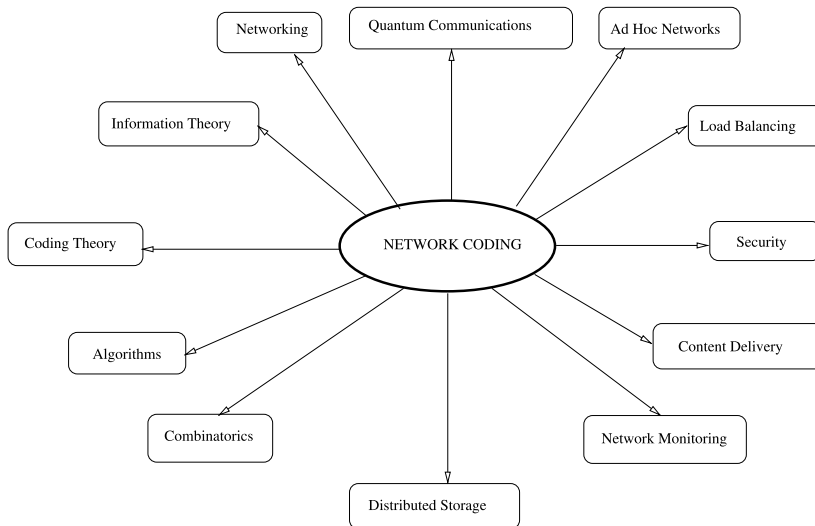 Networking
Quantum Communications
Ad Hoc Networks
Information Theory
Load Balancing
Coding Theory
NETWORK CODING
Security
Algorithms
Content Delivery
Combinatorics
Network Monitoring
Distributed Storage